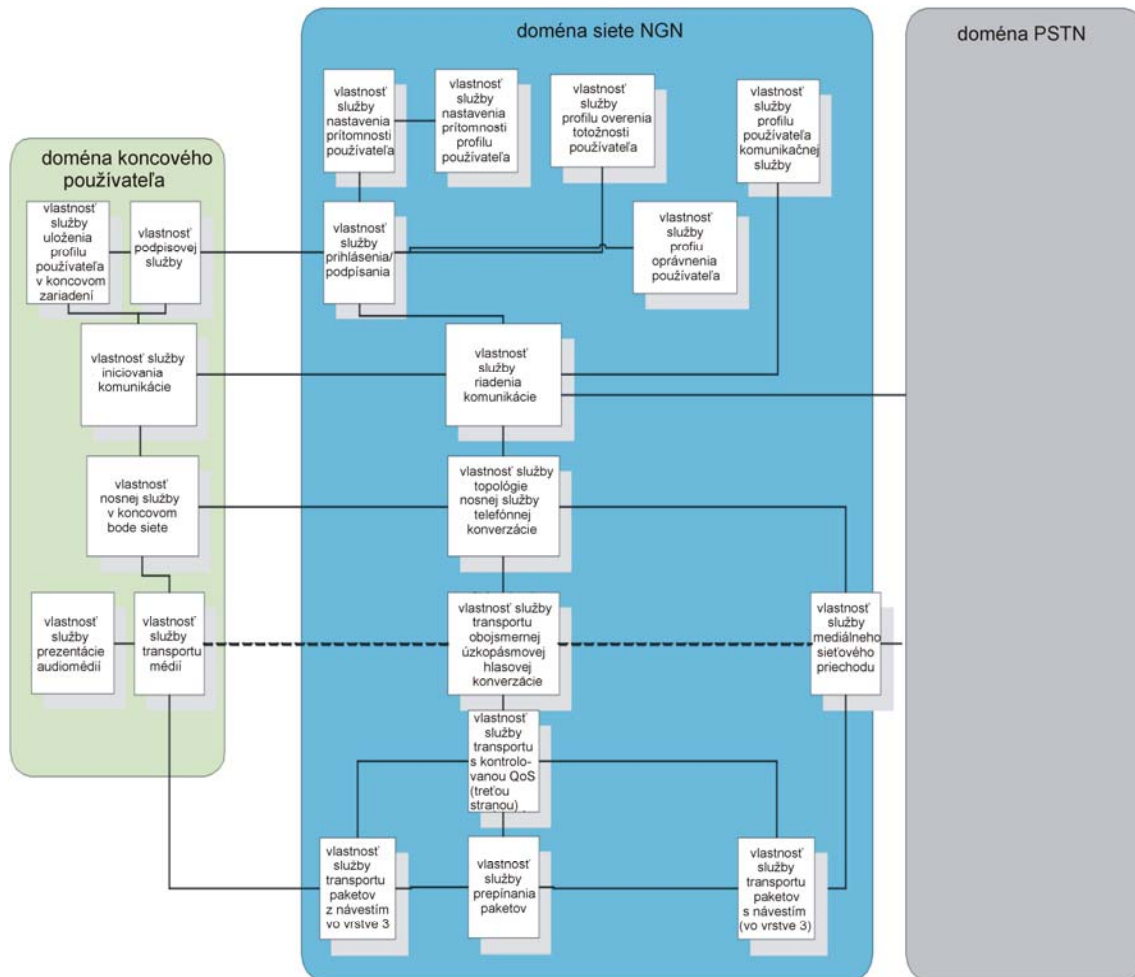 doména siete NGN
doména PSTN
doména koncového
používateľa
vlastnosť
služby
nastavenia
prítomnosti
používateľa
vlastnosť
služby
nastavenia
prítomnosti
profilu
používateľa
vlastnosť
služby
profilu overenia
totožnosti
používateľa
vlastnosť
služby
profilu
používateľa
komunikačnej
služby
vlastnosť
služby
uloženia
profilu
používateľa
v koncovom
zariadení
vlastnosť
podpisovej
služby
vlastnosť
služby
prihlásenia/
podpísania
vlastnosť
služby
profiu
oprávnenia
používateľa
vlastnosť služby
iniciovania
komunikácie
vlastnosť
služby
riadenia
komunikácie
vlastnosť
nosnej služby
v koncovom
bode siete
vlastnosť služby
topológie
nosnej služby
telefónnej
konverzácie
vlastnosť
služby
prezentácie
audiomédií
vlastnosť
služby
transportu
médií
vlastnosť služby
transportu
obojsmernej
úzkopásmovej
hlasovej
konverzácie
vlastnosť
služby
mediálneho
sieťového
priechodu
vlastnosť
služby
transportu
s kontrolo-
vanou QoS
(treťou
stranou)
vlastnosť
služby
transportu
paketov
z návestím
vo vrstve 3
vlastnosť
služby
prepínania
paketov
vlastnosť
služby
transportu
paketov
s návestím
(vo vrstve 3)